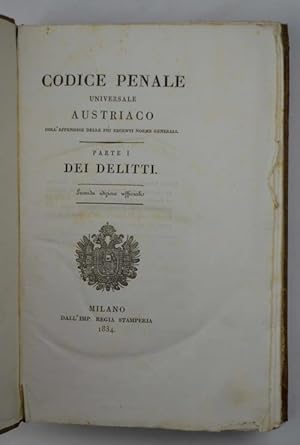 CODICE PENALE
UNIVERSALE
AUSTRIACO
COLL'APPENDICE DELLE PIÙ RECENTI NORME GENERALI.
PARTE I
DEI DELITTI.
Seconda edizione ufficiale.
MILANO
DALL'IMP. REGIA STAMPERIA
1834.